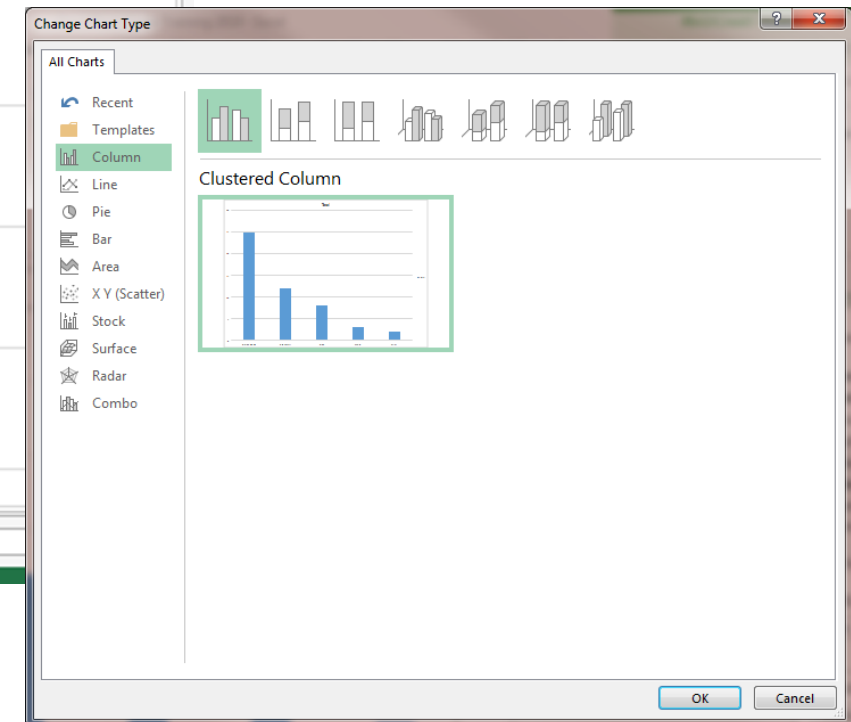 Change Chart Type
?
X
All Charts
Recent
Templates
Column
Line
Pie
Bar
Area
X Y (Scatter)
Stock
Surface
Radar
Combo
Clustered Column
OK
Cancel